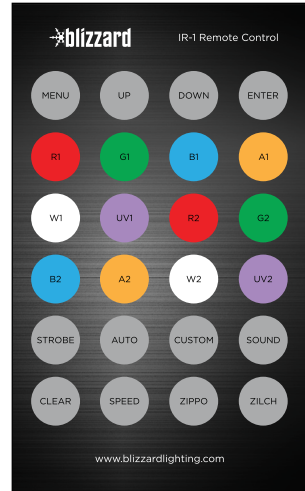 blizzard IR-1 Remote Control
MENU UP DOWN ENTER
R1 G1 B1 A1
W1 UV1 R2 G2
B2 A2 W2 UV2
STROBE AUTO CUSTOM SOUND
CLEAR SPEED ZIPPO ZILCH
www.blizzardlighting.com